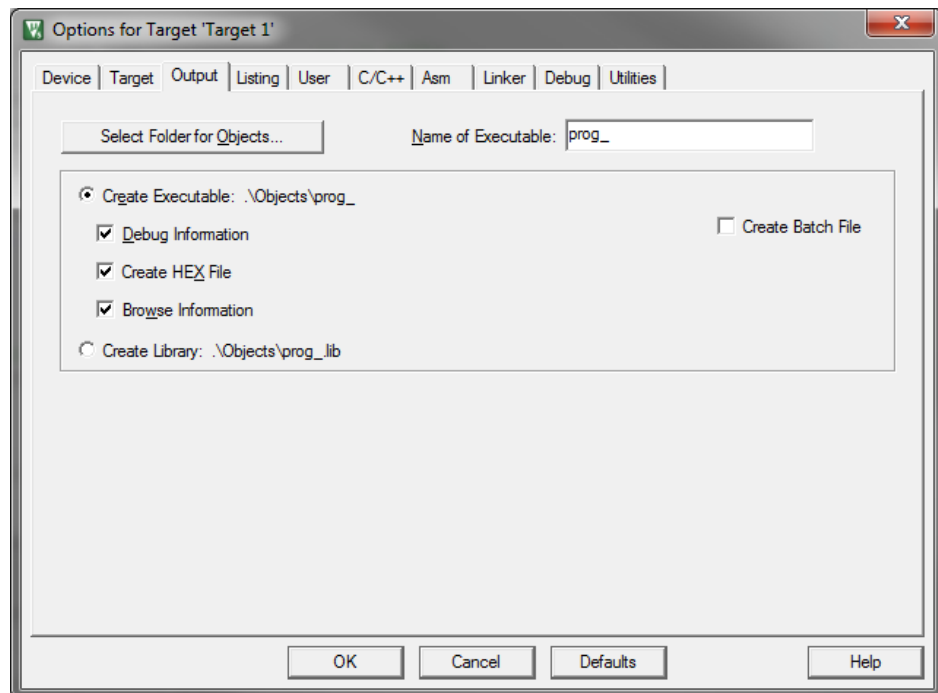 Options for Target 'Target 1'
Device Target Output Listing User C/C++ Asm Linker Debug Utilities
Select Folder for Objects... Name of Executable: prog_
Create Executable: .\Objects\prog_
Debug Information Create Batch File
Create HEX File
Browse Information
Create Library: .\Objects\prog_.lib
OK Cancel Defaults Help